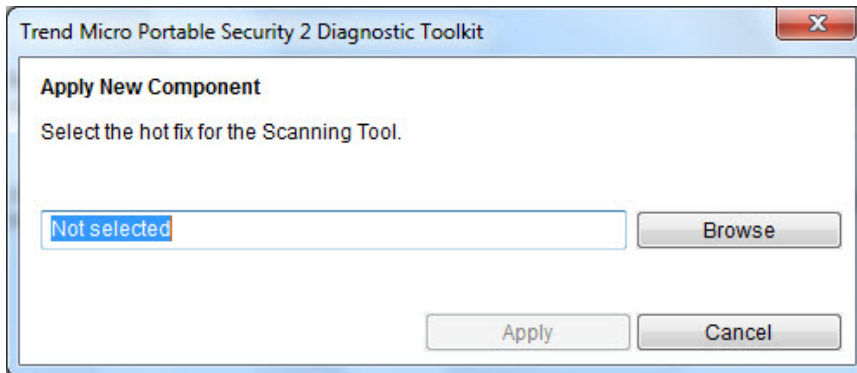 Trend Micro Portable Security 2 Diagnostic Toolkit
Apply New Component
Select the hot fix for the Scanning Tool.
Not selected
Browse
Apply
Cancel